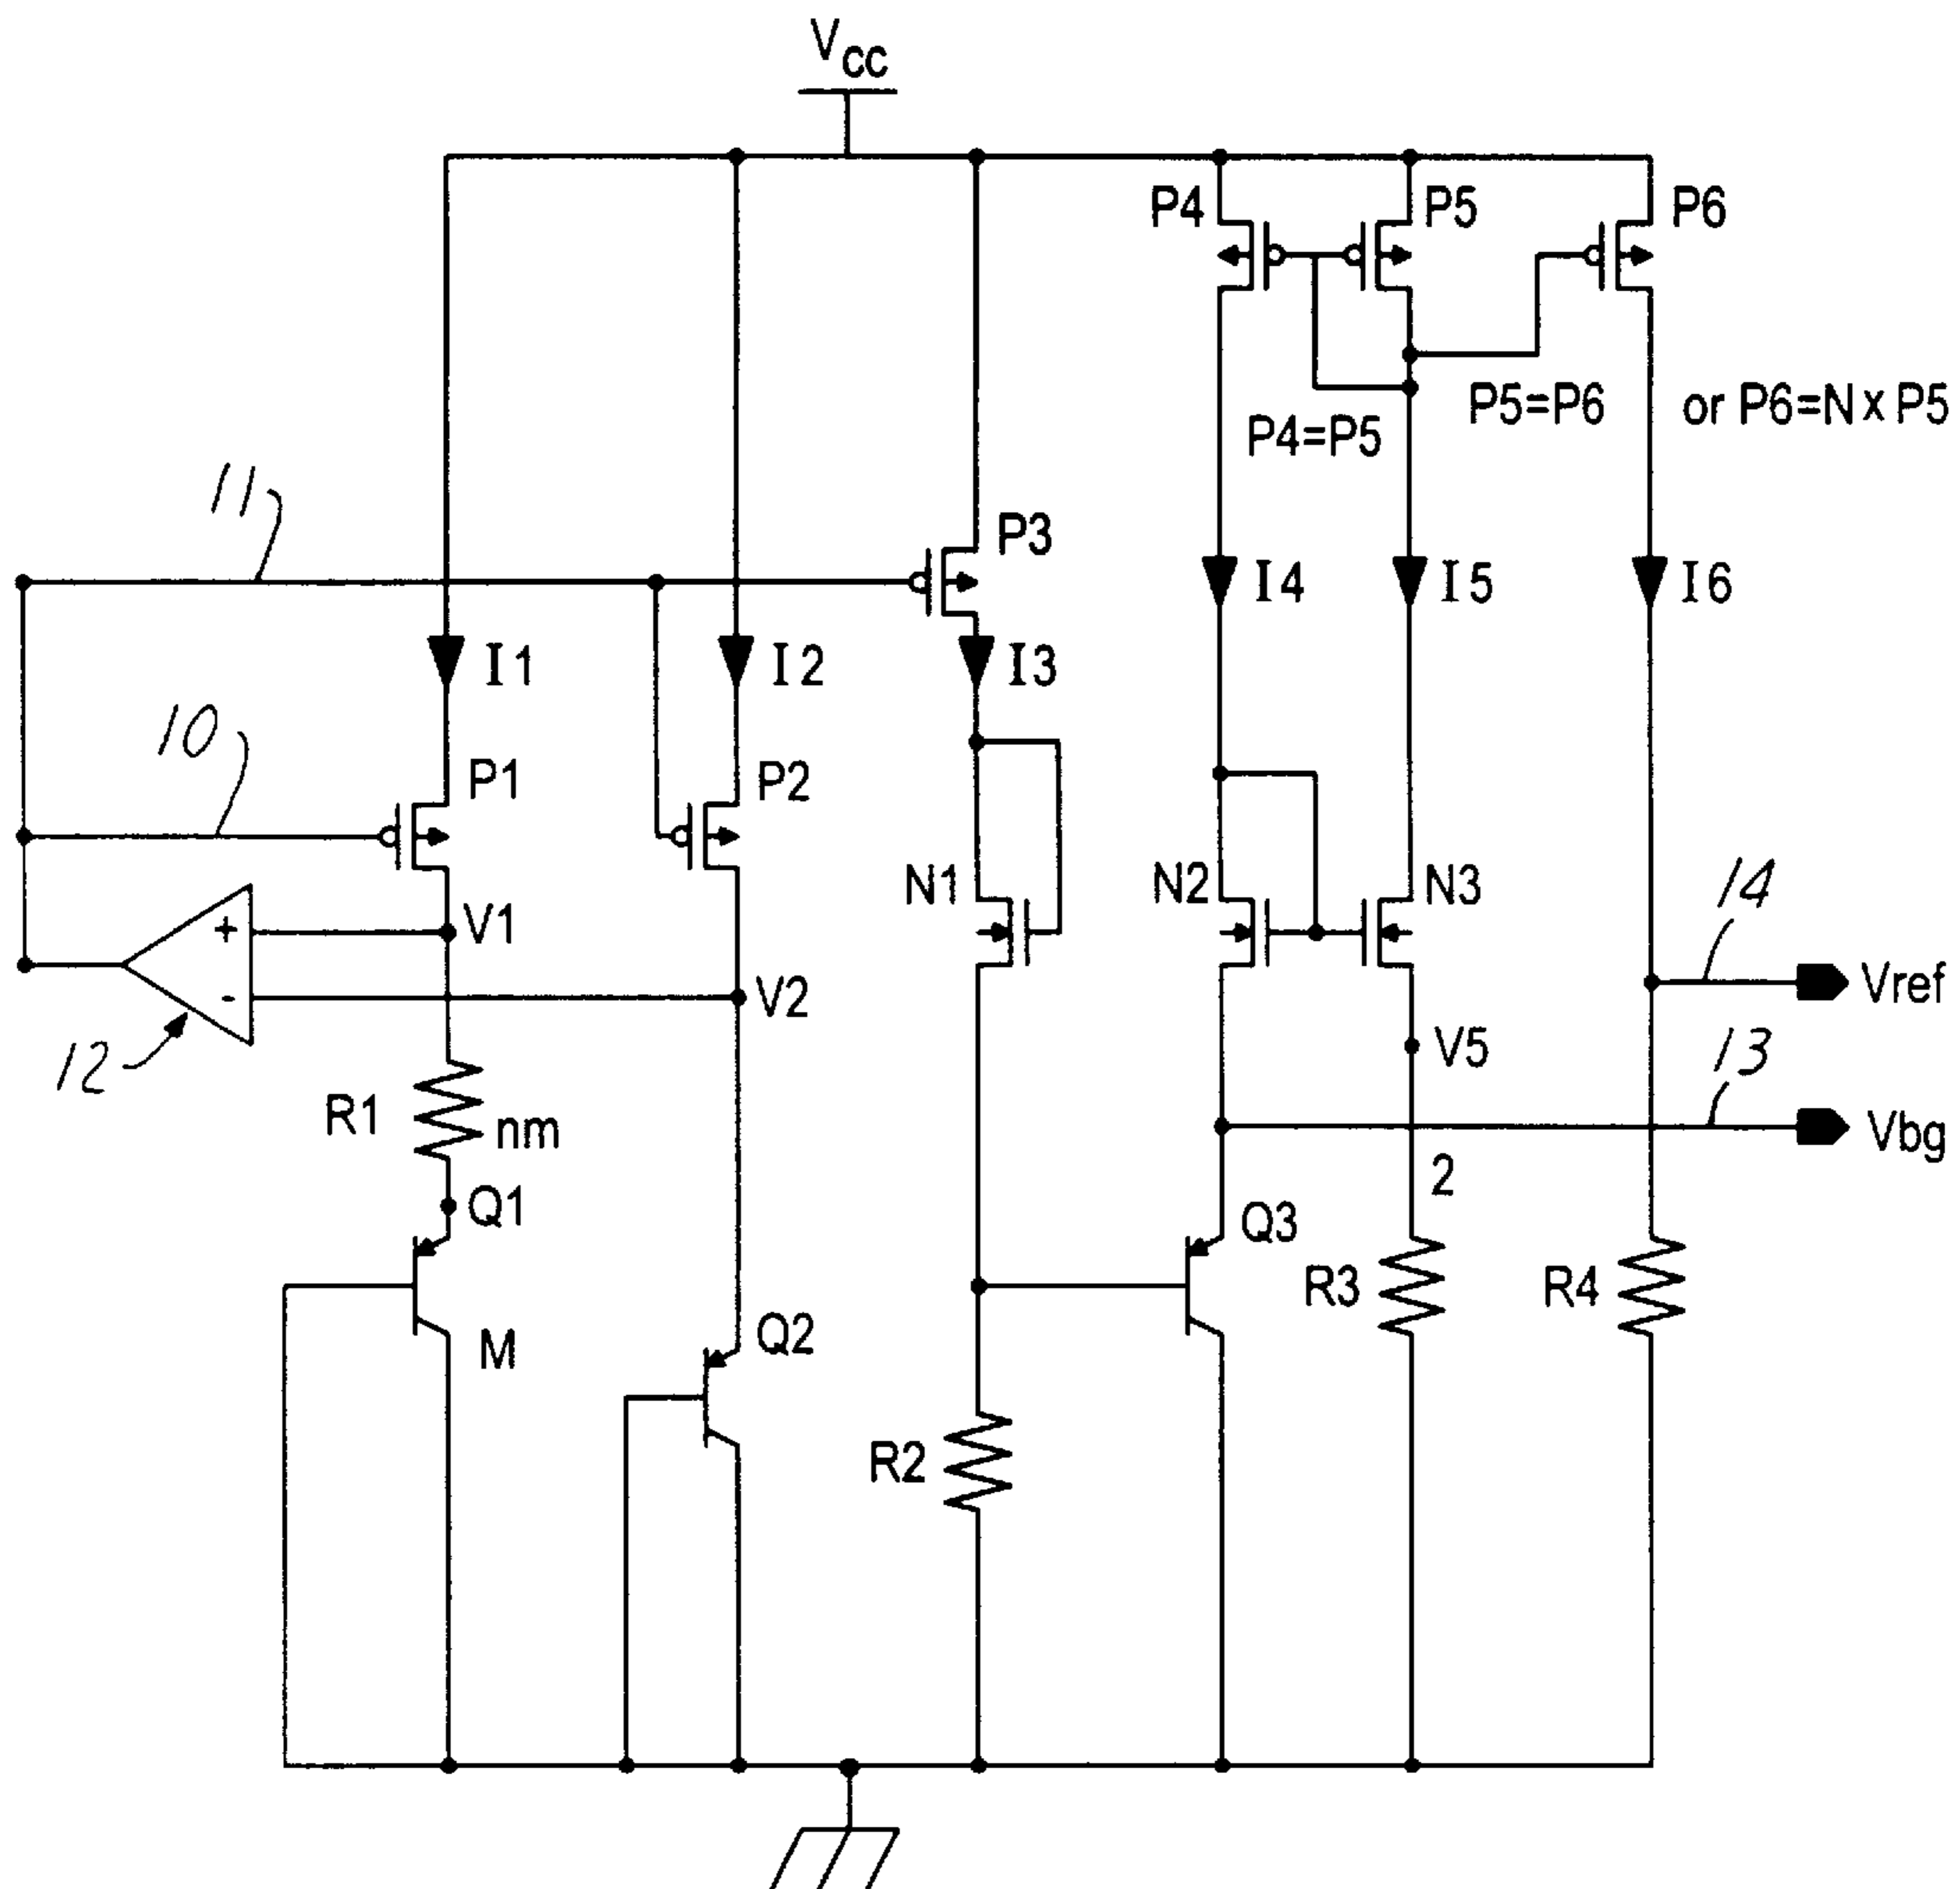 Vcc
P4
P5
P6
P5=P6
or P6=N x P5
P4=P5
11
P3
I4
I5
I6
I1
I2
I3
10
P1
P2
N1
N2
N3
14
+
V1
-
V2
Vref
12
V5
13
R1
nm
Vbg
2
Q1
Q3
R3
R4
M
Q2
R2